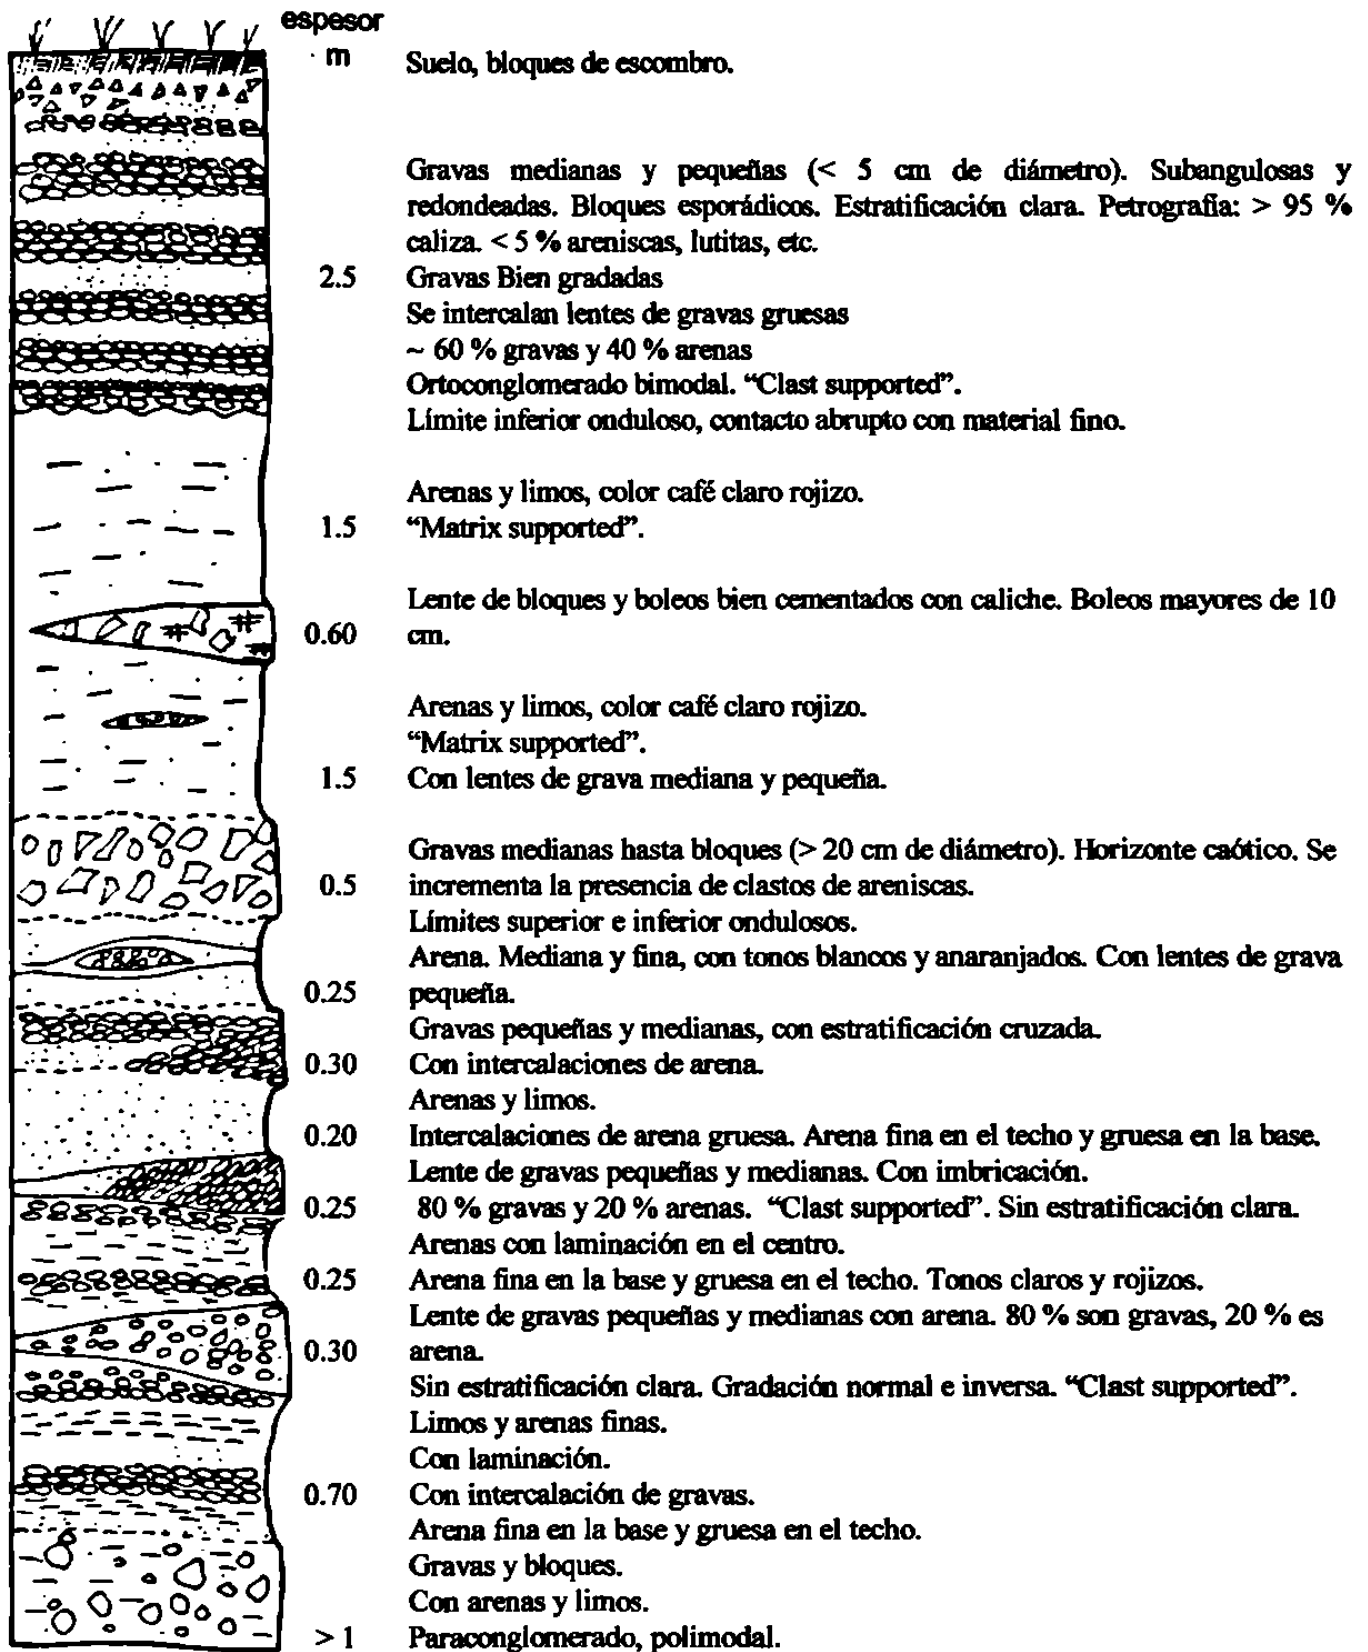 espesor
m Suelo, bloques de escombro.
Gravas medianas y pequeñas (< 5 cm de diámetro). Subangulosas y
redondeadas. Bloques esporádicos. Estratificación clara. Petrografía: > 95 %
caliza. < 5 % areniscas, lutitas, etc.
2.5 Gravas Bien gradadas
Se intercalan lentes de gravas gruesas
~ 60 % gravas y 40 % arenas
Ortoconglomerado bimodal. “Clast supported”.
Límite inferior onduloso, contacto abrupto con material fino.
Arenas y limos, color café claro rojizo.
1.5 “Matrix supported”.
Lente de bloques y boleos bien cementados con caliche. Boleos mayores de 10
0.60 cm.
Arenas y limos, color café claro rojizo.
“Matrix supported”.
1.5 Con lentes de grava mediana y pequeña.
Gravas medianas hasta bloques (> 20 cm de diámetro). Horizonte caótico. Se
0.5 incrementa la presencia de clastos de areniscas.
Límites superior e inferior ondulosos.
Arena. Mediana y fina, con tonos blancos y anaranjados. Con lentes de grava
0.25 pequeña.
Gravas pequeñas y medianas, con estratificación cruzada.
0.30 Con intercalaciones de arena.
Arenas y limos.
0.20 Intercalaciones de arena gruesa. Arena fina en el techo y gruesa en la base.
Lente de gravas pequeñas y medianas. Con imbricación.
0.25 80 % gravas y 20 % arenas. “Clast supported”. Sin estratificación clara.
Arenas con laminación en el centro.
0.25 Arena fina en la base y gruesa en el techo. Tonos claros y rojizos.
Lente de gravas pequeñas y medianas con arena. 80 % son gravas, 20 % es
0.30 arena.
Sin estratificación clara. Gradación normal e inversa. “Clast supported”.
Limos y arenas finas.
Con laminación.
0.70 Con intercalación de gravas.
Arena fina en la base y gruesa en el techo.
Gravas y bloques.
Con arenas y limos.
> 1 Paraconglomerado, polimodal.